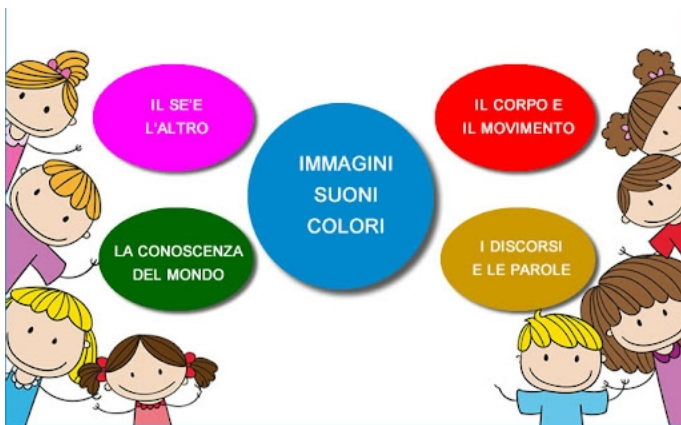 IL SE'E
L'ALTRO
IMMAGINI
SUONI
COLORI
IL CORPO E
IL MOVIMENTO
LA CONOSCENZA
DEL MONDO
I DISCORSI
E LE PAROLE